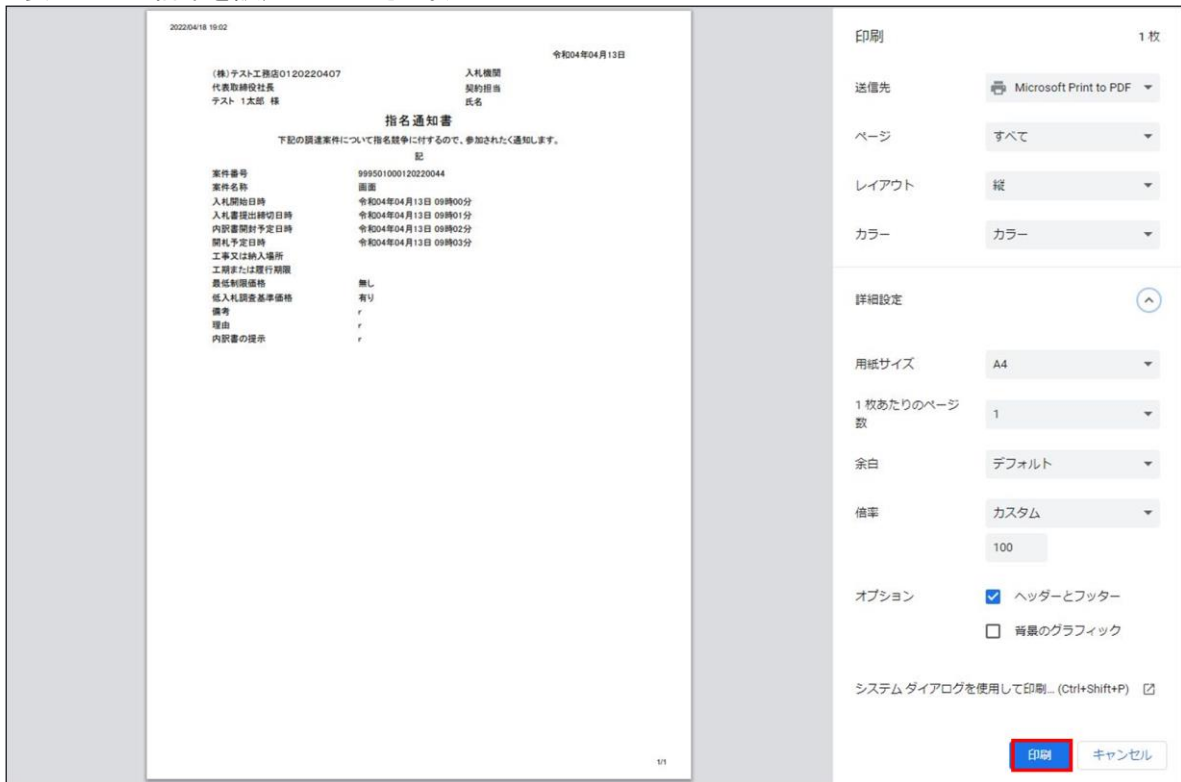 2022/04/18 19:02
令和04年04月13日
(株)テスト工務店0120220407 入札機関
代表取締役社長 契約担当
テスト 1太郎 様 氏名
指名通知書
下記の調達案件について指名競争に付するので、参加されたく通知します。
記
案件番号 999501000120220044
案件名称 画面
入札開始日時 令和04年04月13日 09時00分
入札書提出締切日時 令和04年04月13日 09時01分
内訳書開封予定日時 令和04年04月13日 09時02分
開札予定日時 令和04年04月13日 09時03分
工事又は納入場所
工期または履行期限
最低制限価格 無し
低入札調査基準価格 有り
備考 r
理由 r
内訳書の提示 r
1/1
印刷 1 枚
送信先 Microsoft Print to PDF
ページ すべて
レイアウト 縦
カラー カラー
詳細設定
用紙サイズ A4
1 枚あたりのページ
数 1
余白 デフォルト
倍率 カスタム
100
オプション ヘッダーとフッター
背景のグラフィック
システム ダイアログを使用して印刷... (Ctrl+Shift+P)
印刷 キャンセル